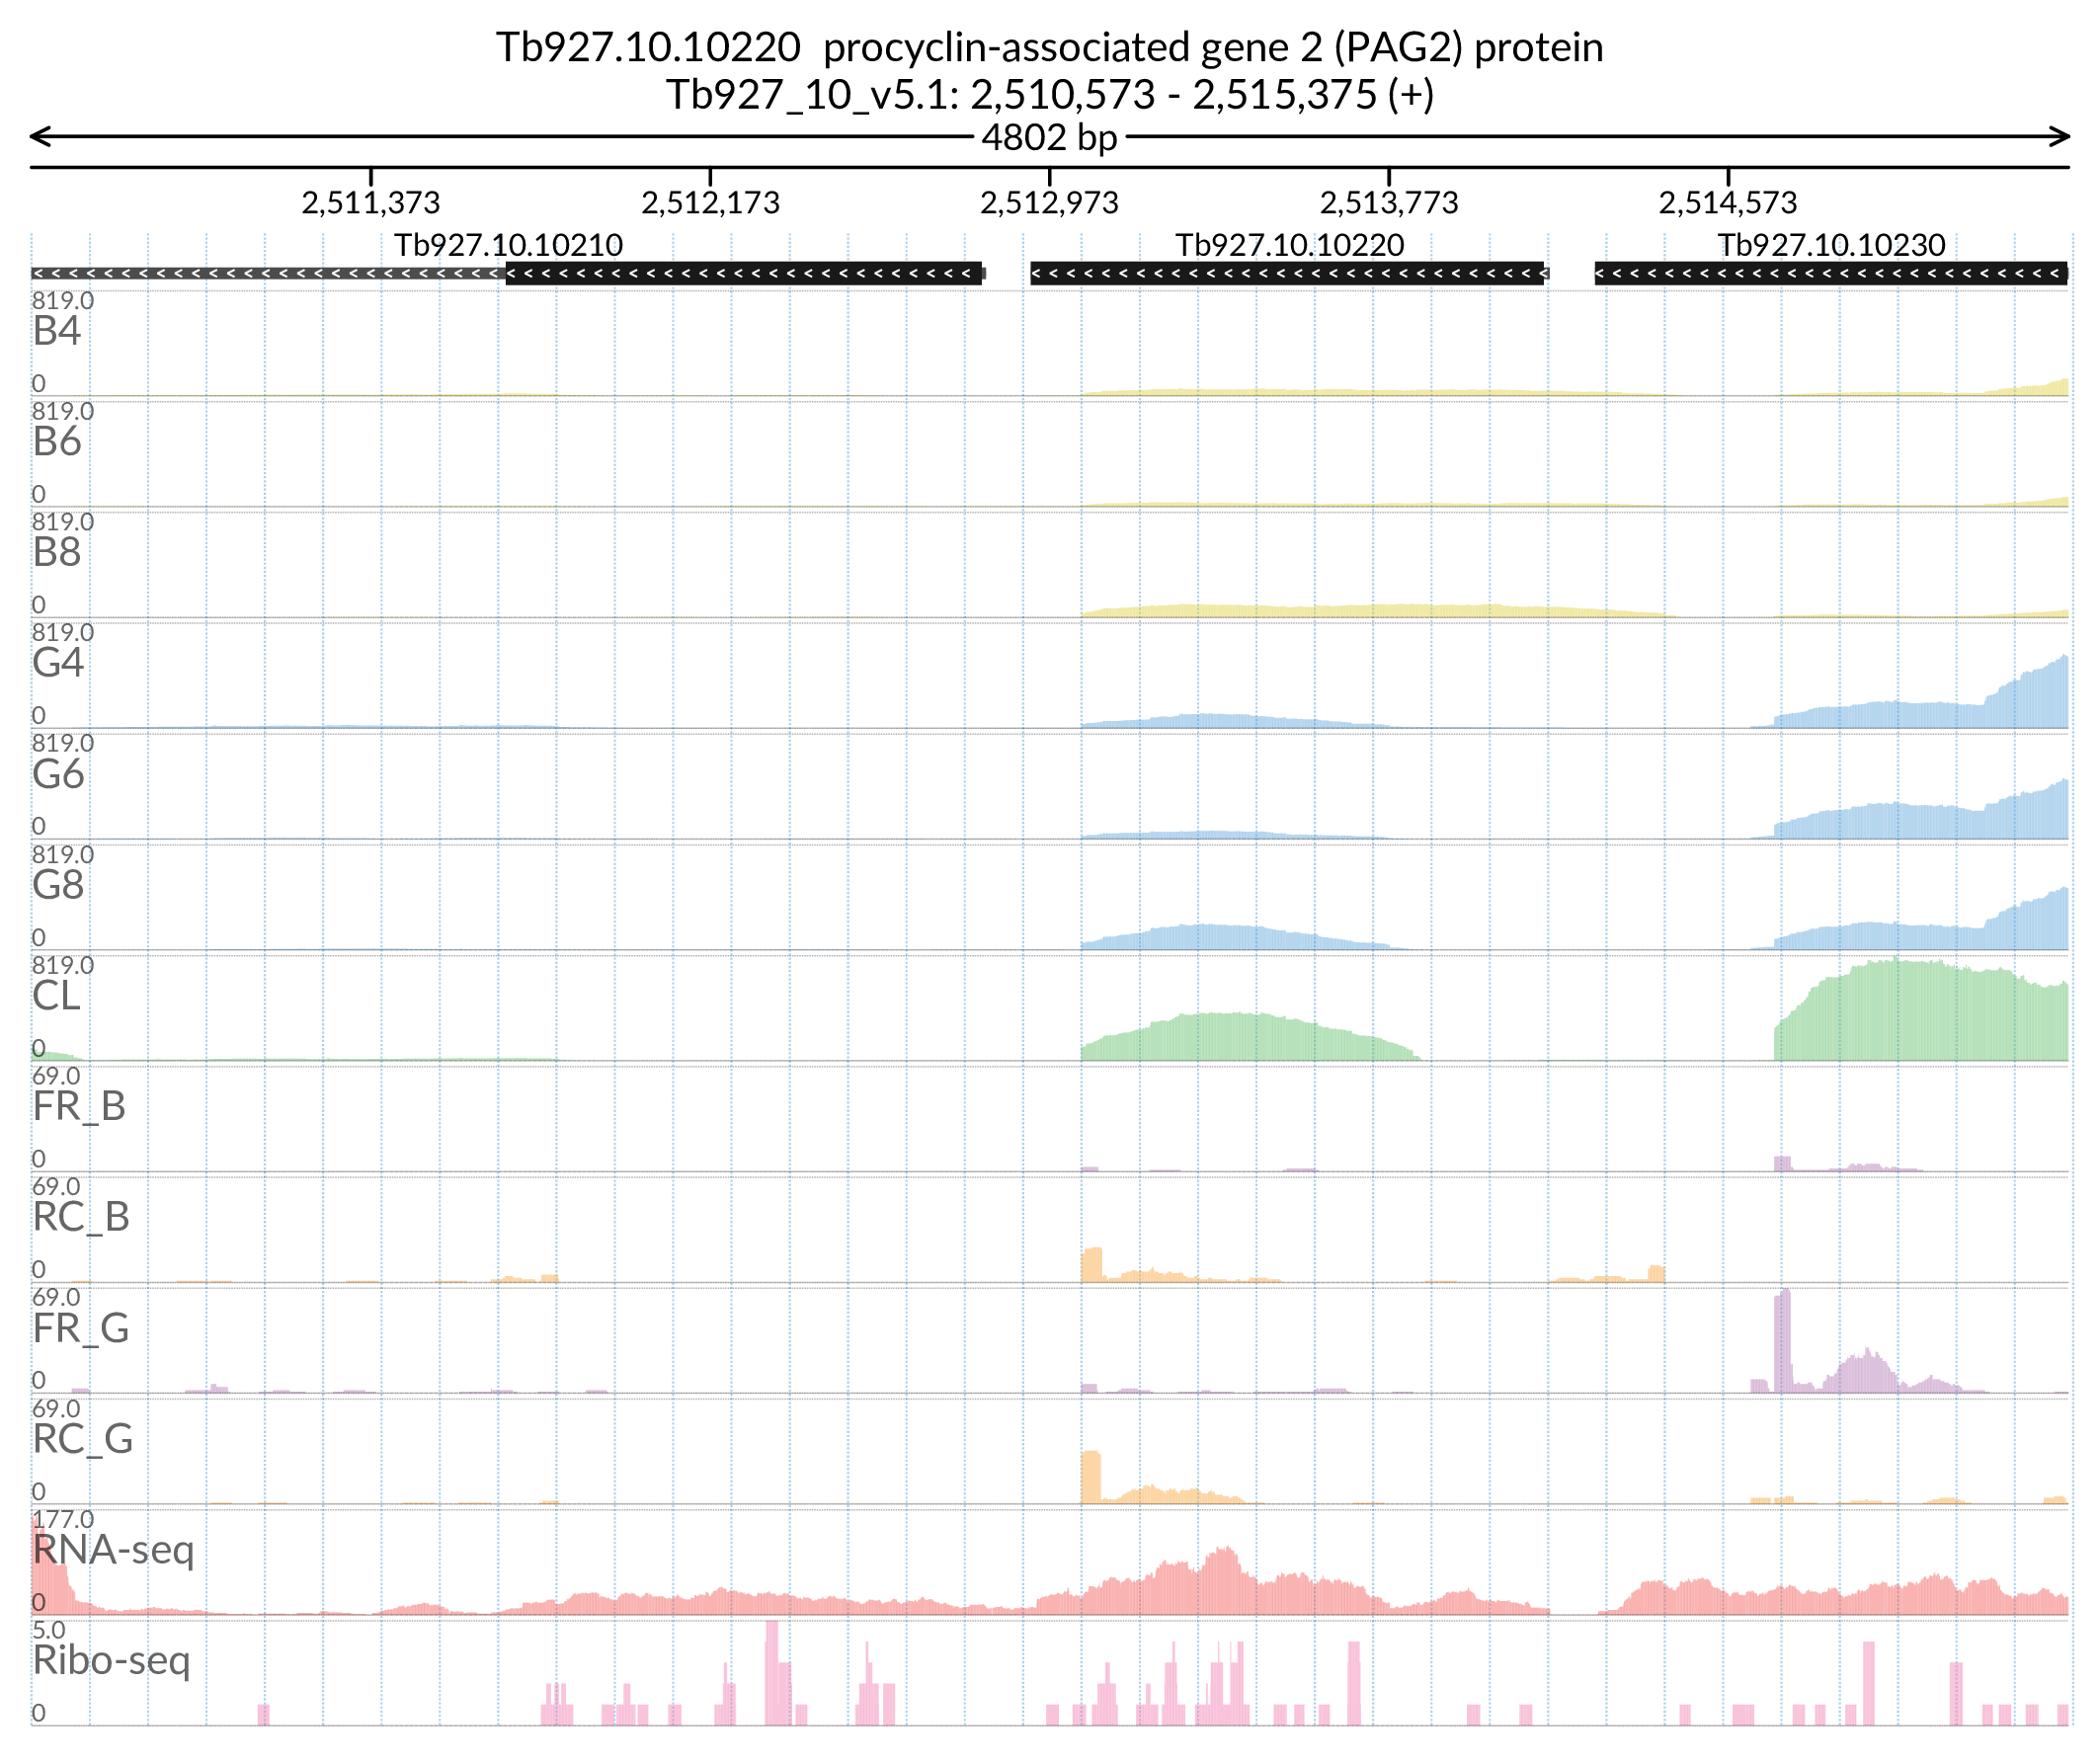 Tb927.10.10220 procyclin-associated gene 2 (PAG2) protein
Tb927_10_v5.1: 2,510,573 - 2,515,375 (+)
4802 bp
2,511,373 2,512,173 2,512,973 2,513,773 2,514,573
Tb927.10.10210 Tb927.10.10220 Tb927.10.10230
819.0
B4
0
819.0
B6
0
819.0
B8
0
819.0
G4
0
819.0
G6
0
819.0
G8
0
819.0
CL
0
69.0
FR_B
0
69.0
RC_B
0
69.0
FR_G
0
69.0
RC_G
0
177.0
RNA-seq
0
5.0
Ribo-seq
0